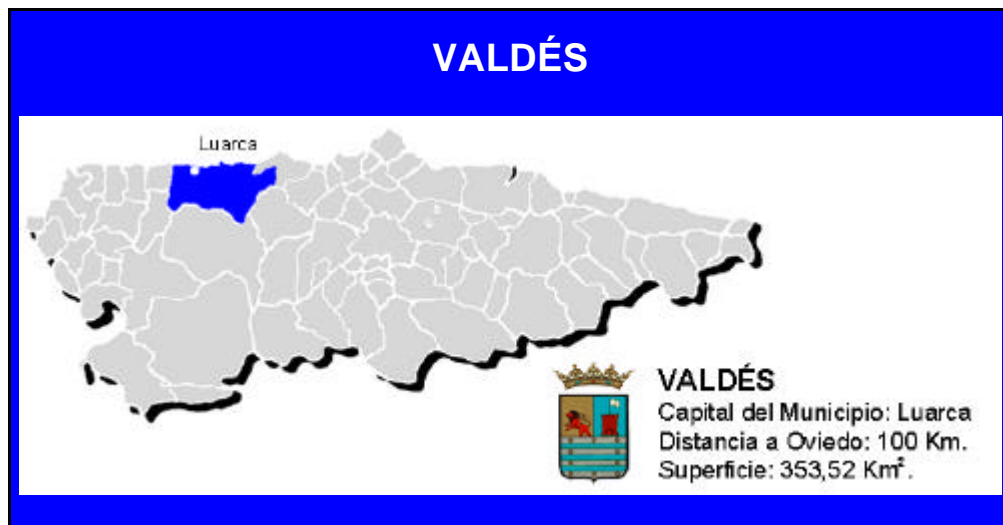 VALDÉS
Luarca
VALDÉS
Capital del Municipio: Luarca
Distancia a Oviedo: 100 Km.
Superficie: 353,52 Km².